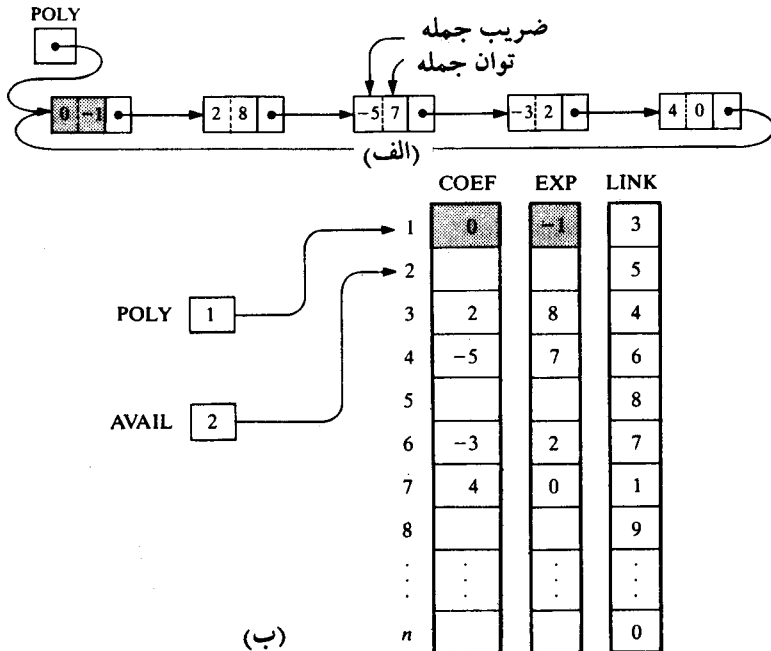 POLY
ضریب جمله
توان جمله
0 -1 2 8 -5 7 -3 2 4 0
(الف)
COEF EXP LINK
1 0 -1 3
2 5
3 2 8 4
POLY 1
4 -5 7 6
5 8
AVAIL 2
6 -3 2 7
7 4 0 1
8 9
n 0
(ب)